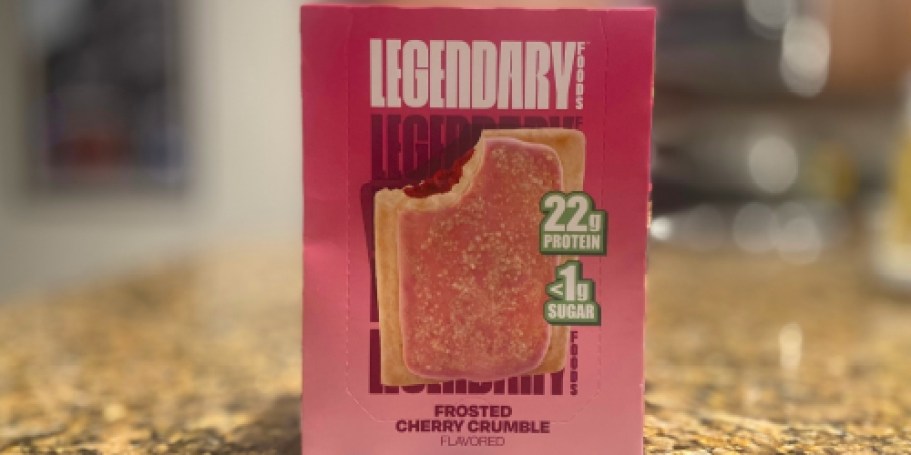 LEGENDARY FOODS
LEGENDARY F
22g
PROTEIN
<1g
SUGAR
LEGENDARY FOODS
FROSTED
CHERRY CRUMBLE
FLAVORED